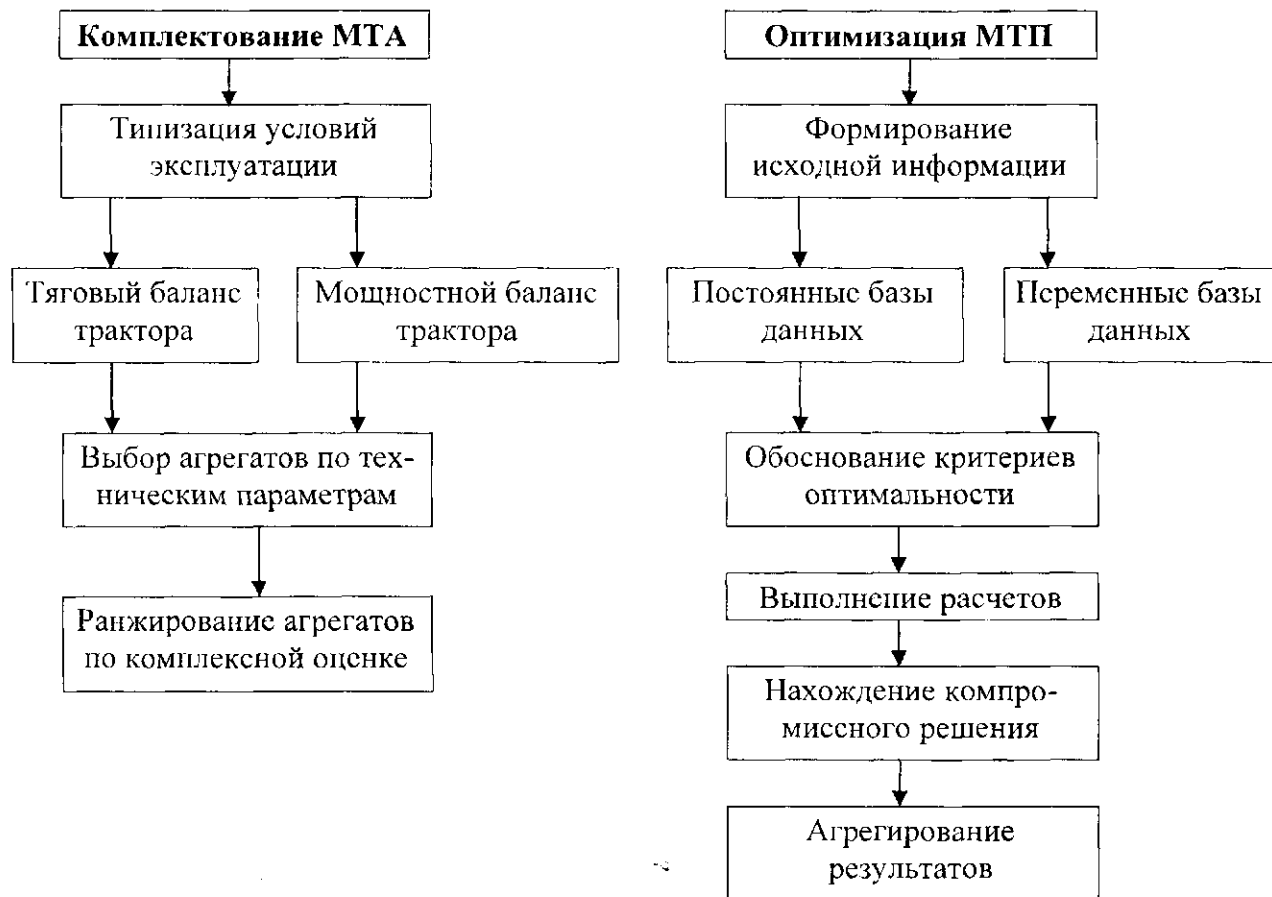 Комплектование МТА
Типизация условий
эксплуатации
Тяговый баланс
трактора
Мощностной баланс
трактора
Выбор агрегатов по тех-
ническим параметрам
Ранжирование агрегатов
по комплексной оценке
Оптимизация МТП
Формирование
исходной информации
Постоянные базы
данных
Переменные базы
данных
Обоснование критериев
оптимальности
Выполнение расчетов
Нахождение компро-
миссного решения
Агрегирование
результатов